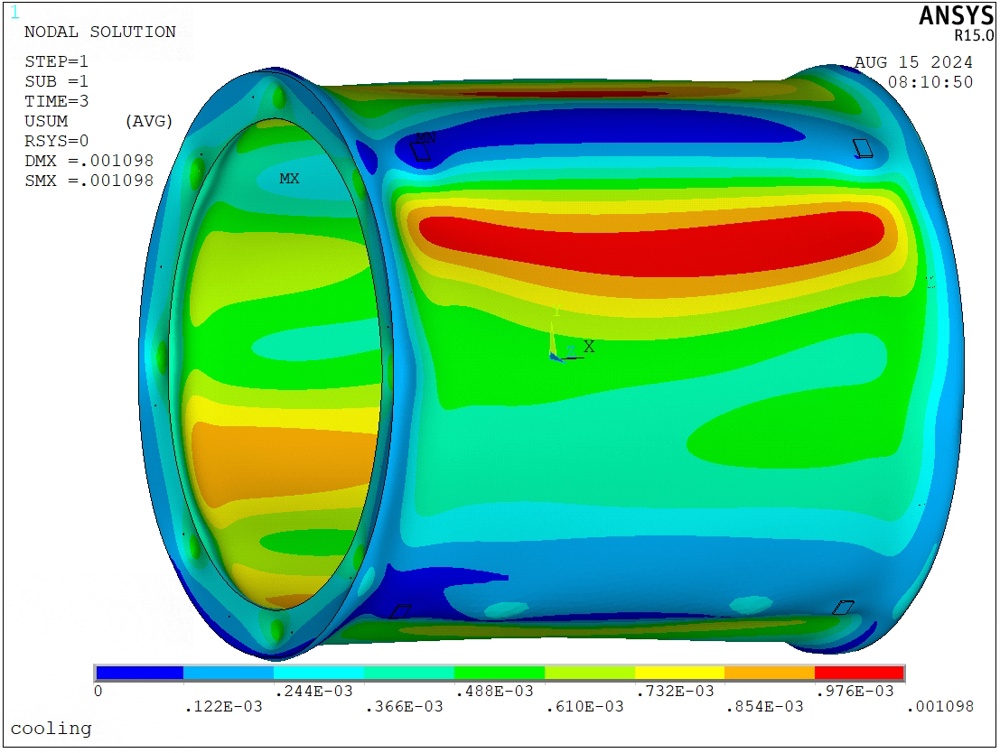 1
ANSYS
R15.0
NODAL SOLUTION
STEP=1
SUB =1
TIME=3
USUM     (AVG)
RSYS=0
DMX =.001098
SMX =.001098
AUG 15 2024
08:10:50
MN
MX
Y
Z X
0 .122E-03 .244E-03 .366E-03 .488E-03 .610E-03 .732E-03 .854E-03 .976E-03 .001098
cooling